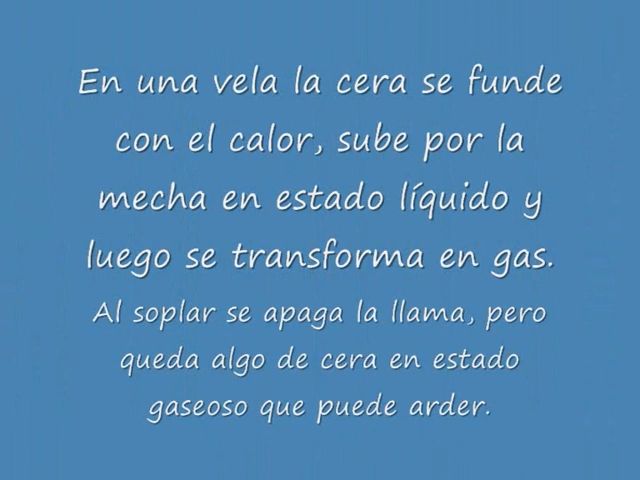 En una vela la cera se funde
con el calor, sube por la
mecha en estado líquido y
luego se transforma en gas.
Al soplar se apaga la llama, pero
queda algo de cera en estado
gaseoso que puede arder.